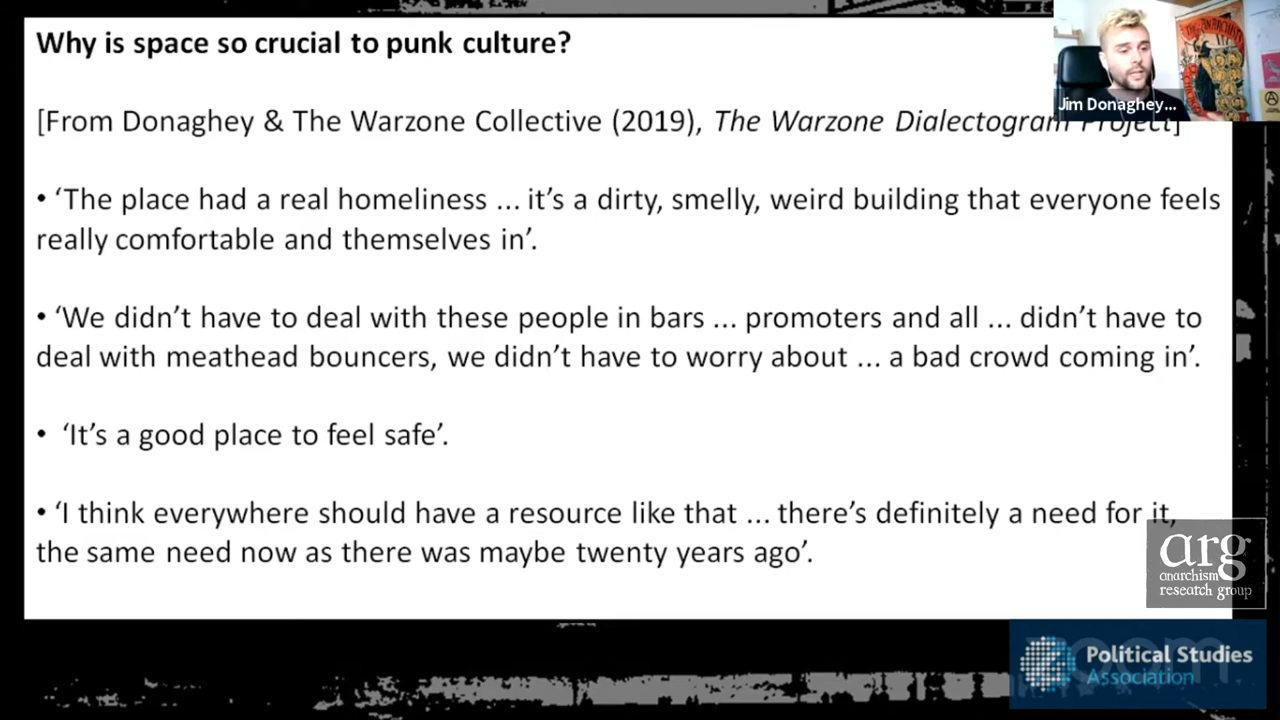 Why is space so crucial to punk culture?
[From Donaghey & The Warzone Collective (2019), The Warzone Dialectogram Project]
• ‘The place had a real homeliness ... it’s a dirty, smelly, weird building that everyone feels
really comfortable and themselves in’.
• ‘We didn’t have to deal with these people in bars ... promoters and all ... didn’t have to
deal with meathead bouncers, we didn’t have to worry about ... a bad crowd coming in’.
• ‘It’s a good place to feel safe’.
• ‘I think everywhere should have a resource like that ... there’s definitely a need for it,
the same need now as there was maybe twenty years ago’.
Jim Donaghey...
THE ANARCHIST
arg
anarchism
research group
zoom
Political Studies
Association